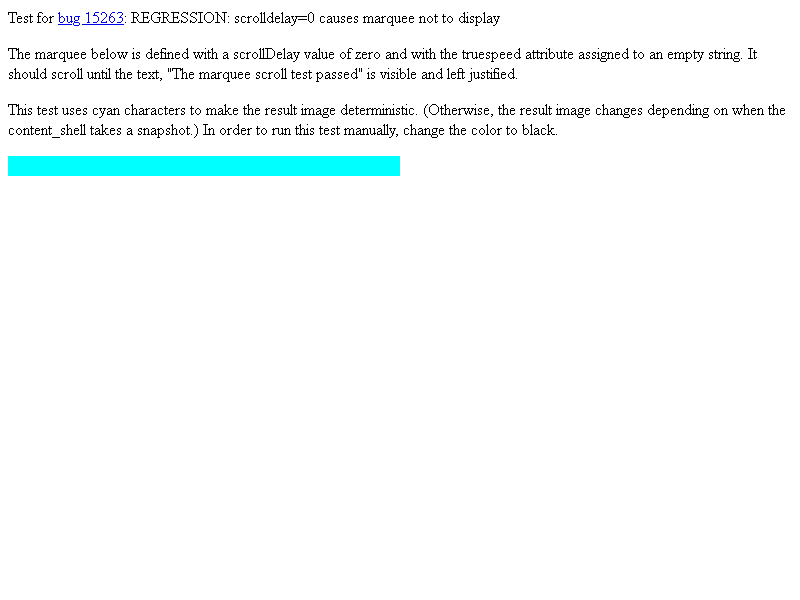 Test for bug 15263: REGRESSION: scrolldelay=0 causes marquee not to display
The marquee below is defined with a scrollDelay value of zero and with the truespeed attribute assigned to an empty string. It
should scroll until the text, "The marquee scroll test passed" is visible and left justified.
This test uses cyan characters to make the result image deterministic. (Otherwise, the result image changes depending on when the
content_shell takes a snapshot.) In order to run this test manually, change the color to black.